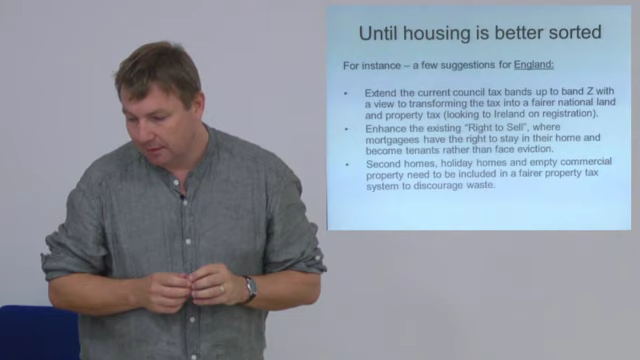 Until housing is better sorted
For instance – a few suggestions for England:
• Extend the current council tax bands up to band Z with
a view to transforming the tax into a fairer national land
and property tax (looking to Ireland on registration).
• Enhance the existing "Right to Sell", where
mortgagees have the right to stay in their home and
become tenants rather than face eviction.
• Second homes, holiday homes and empty commercial
property need to be included in a fairer property tax
system to discourage waste.